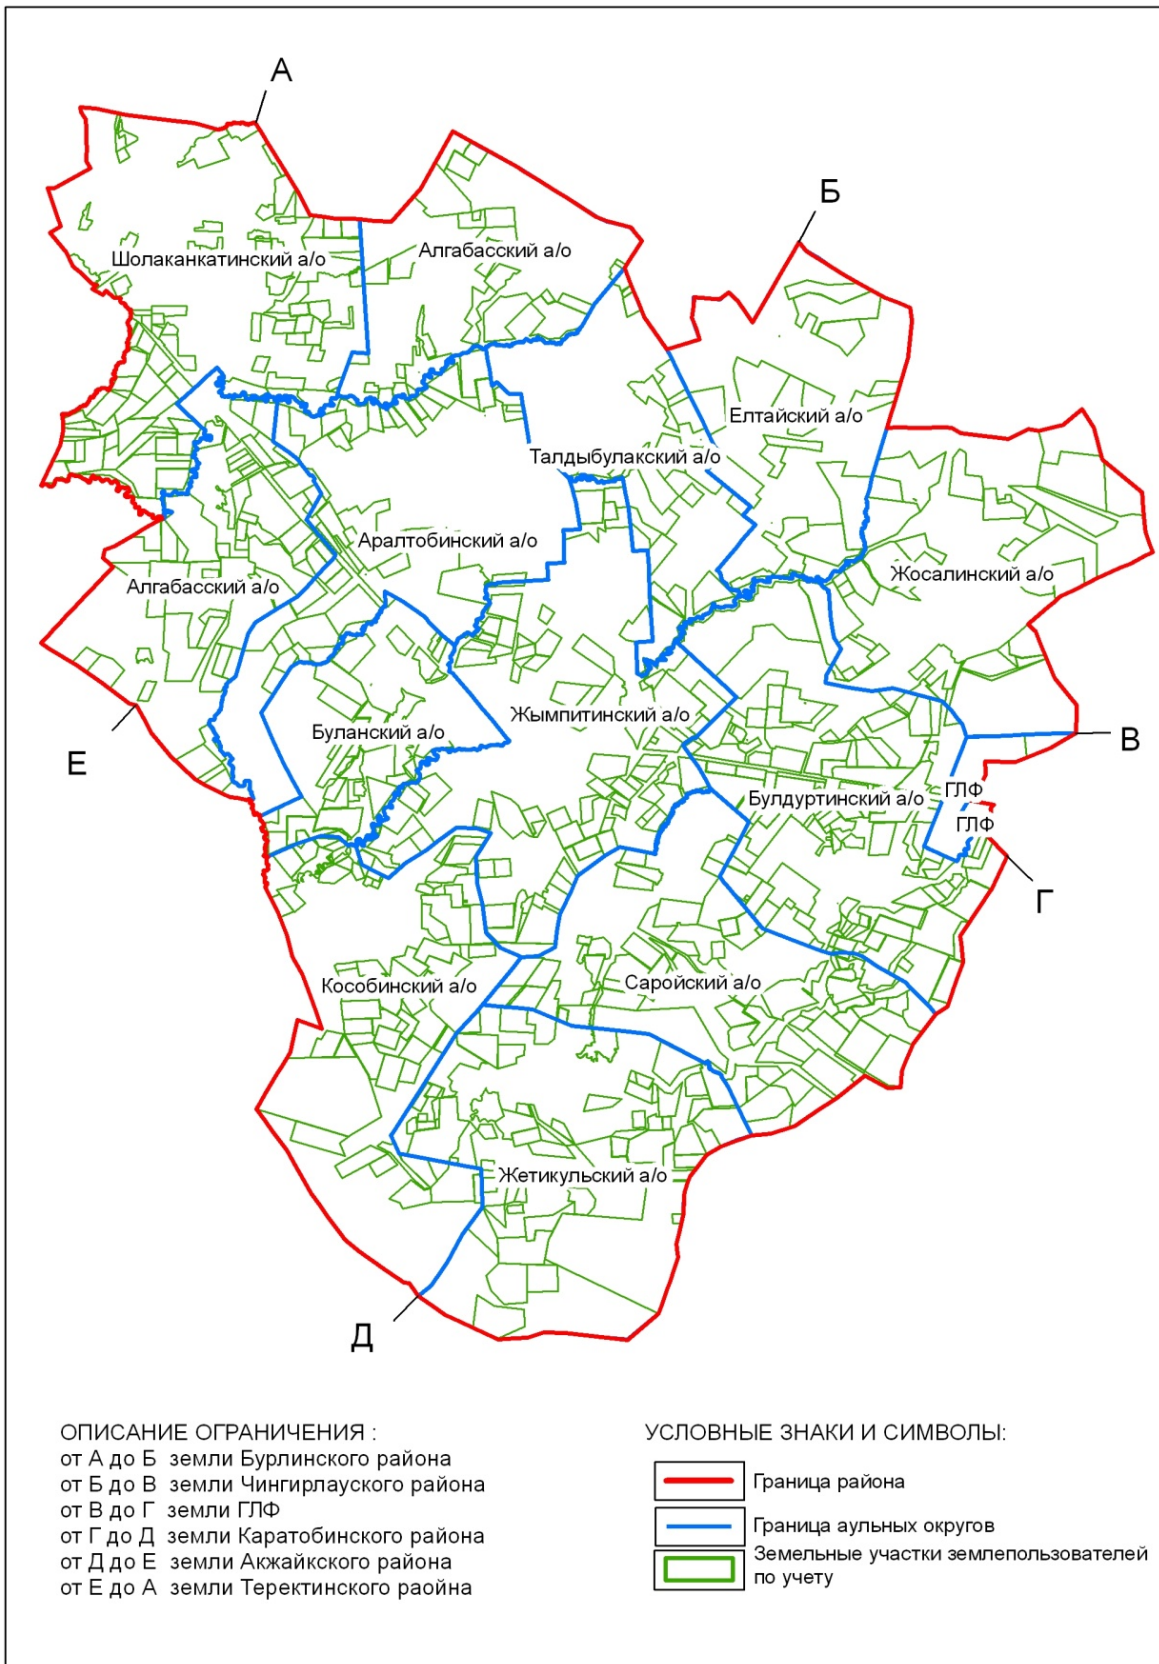 А
Б
Шолаканкатинский а/о
Алгабасский а/о
Елтайский а/о
Талдыбулакский а/о
Аралтобинский а/о
Жосалинский а/о
Алгабасский а/о
Жымпитинский а/о
Буланский а/о
Е
В
ГЛФ
Булдуртинский а/о
ГЛФ
Г
Кособинский а/о
Саройский а/о
Жетикульский а/о
Д
ОПИСАНИЕ ОГРАНИЧЕНИЯ :
от А до Б земли Бурлинского района
от Б до В земли Чингирлауского района
от В до Г земли ГЛФ
от Г до Д земли Каратобинского района
от Д до Е земли Акжайкского района
от Е до А земли Теректинского раойна
УСЛОВНЫЕ ЗНАКИ И СИМВОЛЫ:
Граница района
Граница аульных округов
Земельные участки землепользователей
по учету